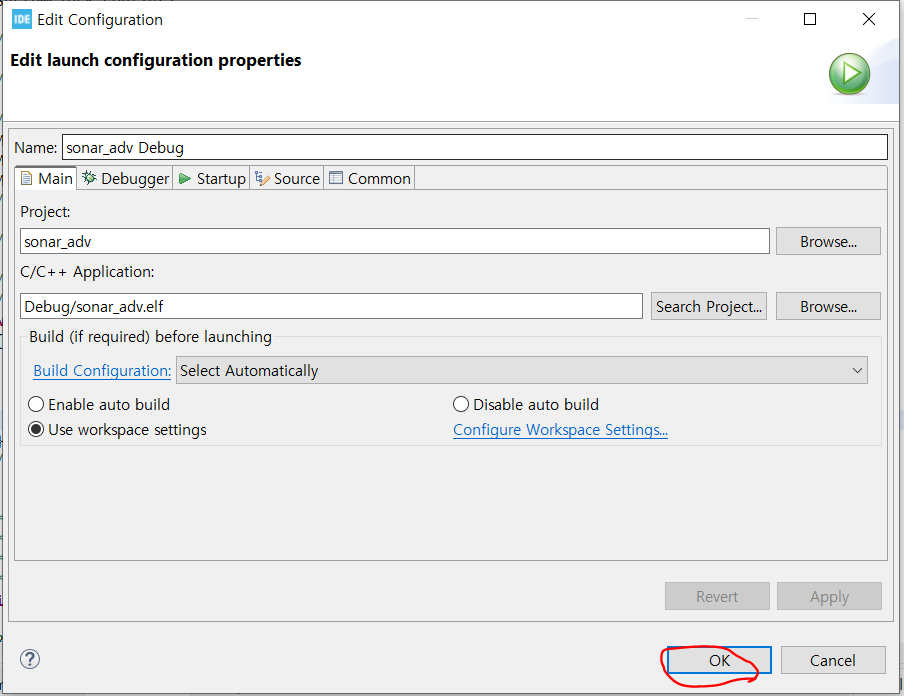 IDE Edit Configuration
Edit launch configuration properties
Name: sonar_adv Debug
Main Debugger Startup Source Common
Project:
sonar_adv Browse...
C/C++ Application:
Debug/sonar_adv.elf Search Project... Browse...
Build (if required) before launching
Build Configuration: Select Automatically
Enable auto build Disable auto build
Use workspace settings Configure Workspace Settings...
Revert Apply
? OK Cancel